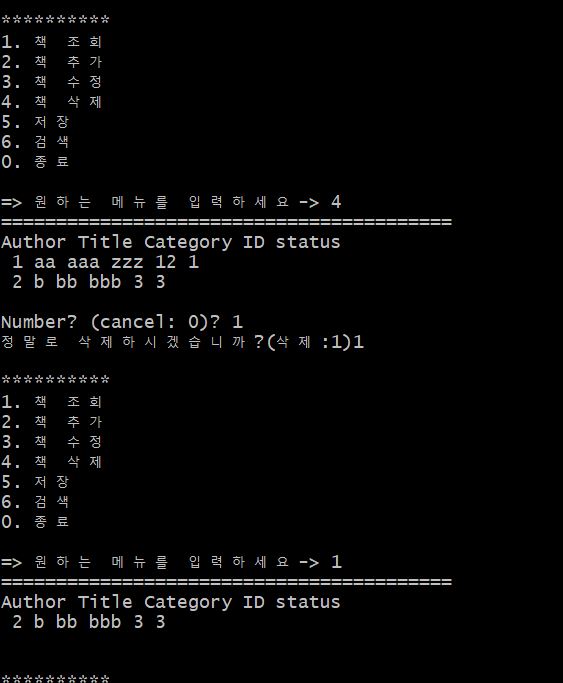 **********
1. 책 조회
2. 책 추가
3. 책 수정
4. 책 삭제
5. 저장
6. 검색
0. 종료
=> 원하는 메뉴를 입력하세요 -> 4
=========================================
Author Title Category ID status
1 aa aaa zzz 12 1
2 b bb bbb 3 3
Number? (cancel: 0)? 1
정말로 삭제하시겠습니까?(삭제 :1)1
**********
1. 책 조회
2. 책 추가
3. 책 수정
4. 책 삭제
5. 저장
6. 검색
0. 종료
=> 원하는 메뉴를 입력하세요 -> 1
=========================================
Author Title Category ID status
2 b bb bbb 3 3
**********